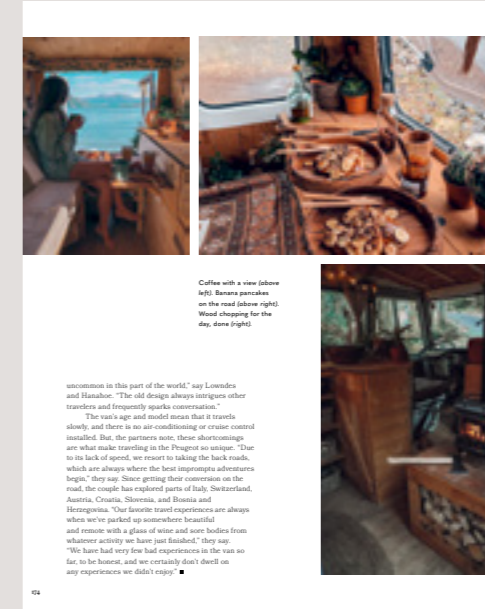 Coffee with a view (above
left). Banana pancakes
on the road (above right).
Wood chopping for the
day, done (right).
uncommon in this part of the world,” say Lowndes
and Hanahoe. “The old design always intrigues other
travelers and frequently sparks conversation.”
The van’s age and model mean that it travels
slowly, and there is no air-conditioning or cruise control
installed. But, the partners note, these shortcomings
are what make traveling in the Peugeot so unique. “Due
to its lack of speed, we resort to taking the back roads,
which are always where the best impromptu adventures
begin,” they say. Since getting their conversion on the
road, the couple has explored parts of Italy, Switzerland,
Austria, Croatia, Slovenia, and Bosnia and
Herzegovina. “Our favorite travel experiences are always
when we’ve parked up somewhere beautiful
and remote with a glass of wine and sore bodies from
whatever activity we have just finished,” they say.
“We have had very few bad experiences in the van so
far, to be honest, and we certainly don’t dwell on
any experiences we didn’t enjoy.” ■
174